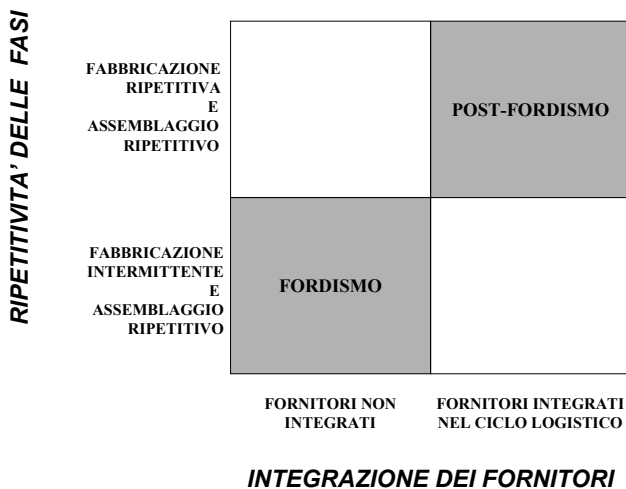 RIPETITIVITA' DELLE FASI
FABBRICAZIONE
RIPETITIVA
E
ASSEMBLAGGIO
RIPETITIVO
POST-FORDISMO
FABBRICAZIONE
INTERMITTENTE
E
ASSEMBLAGGIO
RIPETITIVO
FORDISMO
FORNITORI NON
INTEGRATI
FORNITORI INTEGRATI
NEL CICLO LOGISTICO
INTEGRAZIONE DEI FORNITORI